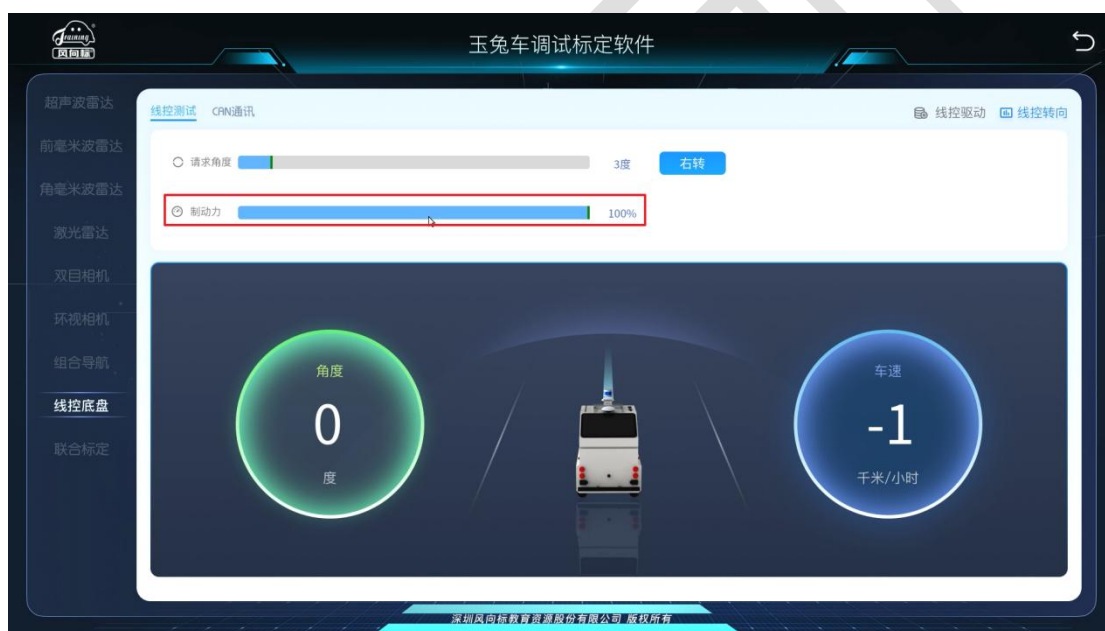 Training
风向标
玉兔车调试标定软件
超声波雷达
前毫米波雷达
角毫米波雷达
激光雷达
双目相机
环视相机
组合导航
线控底盘
联合标定
线控测试 CAN通讯
线控驱动 线控转向
请求角度 3度 右转
制动力 100%
角度
0
度
车速
-1
千米/小时
深圳风向标教育资源股份有限公司 版权所有